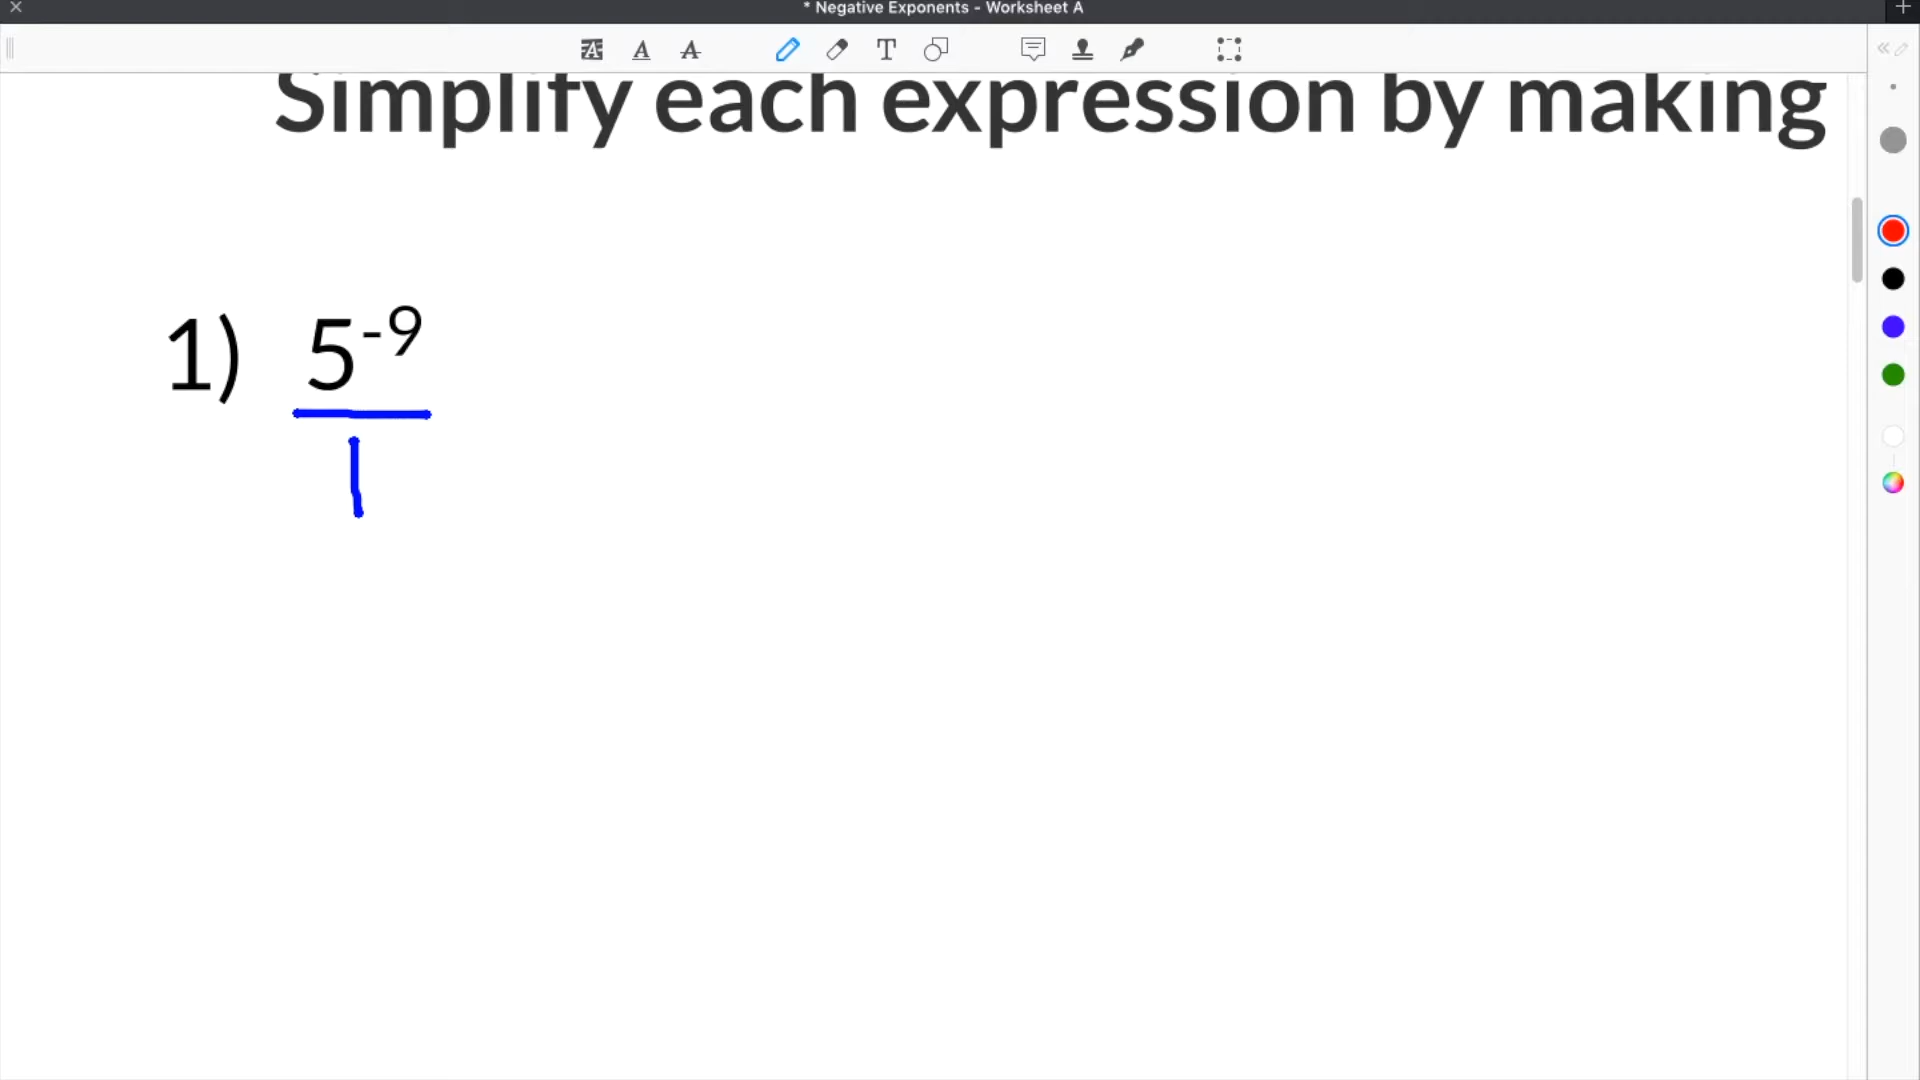 * Negative Exponents - Worksheet A
Simplify each expression by making
1) 5⁻⁹
1